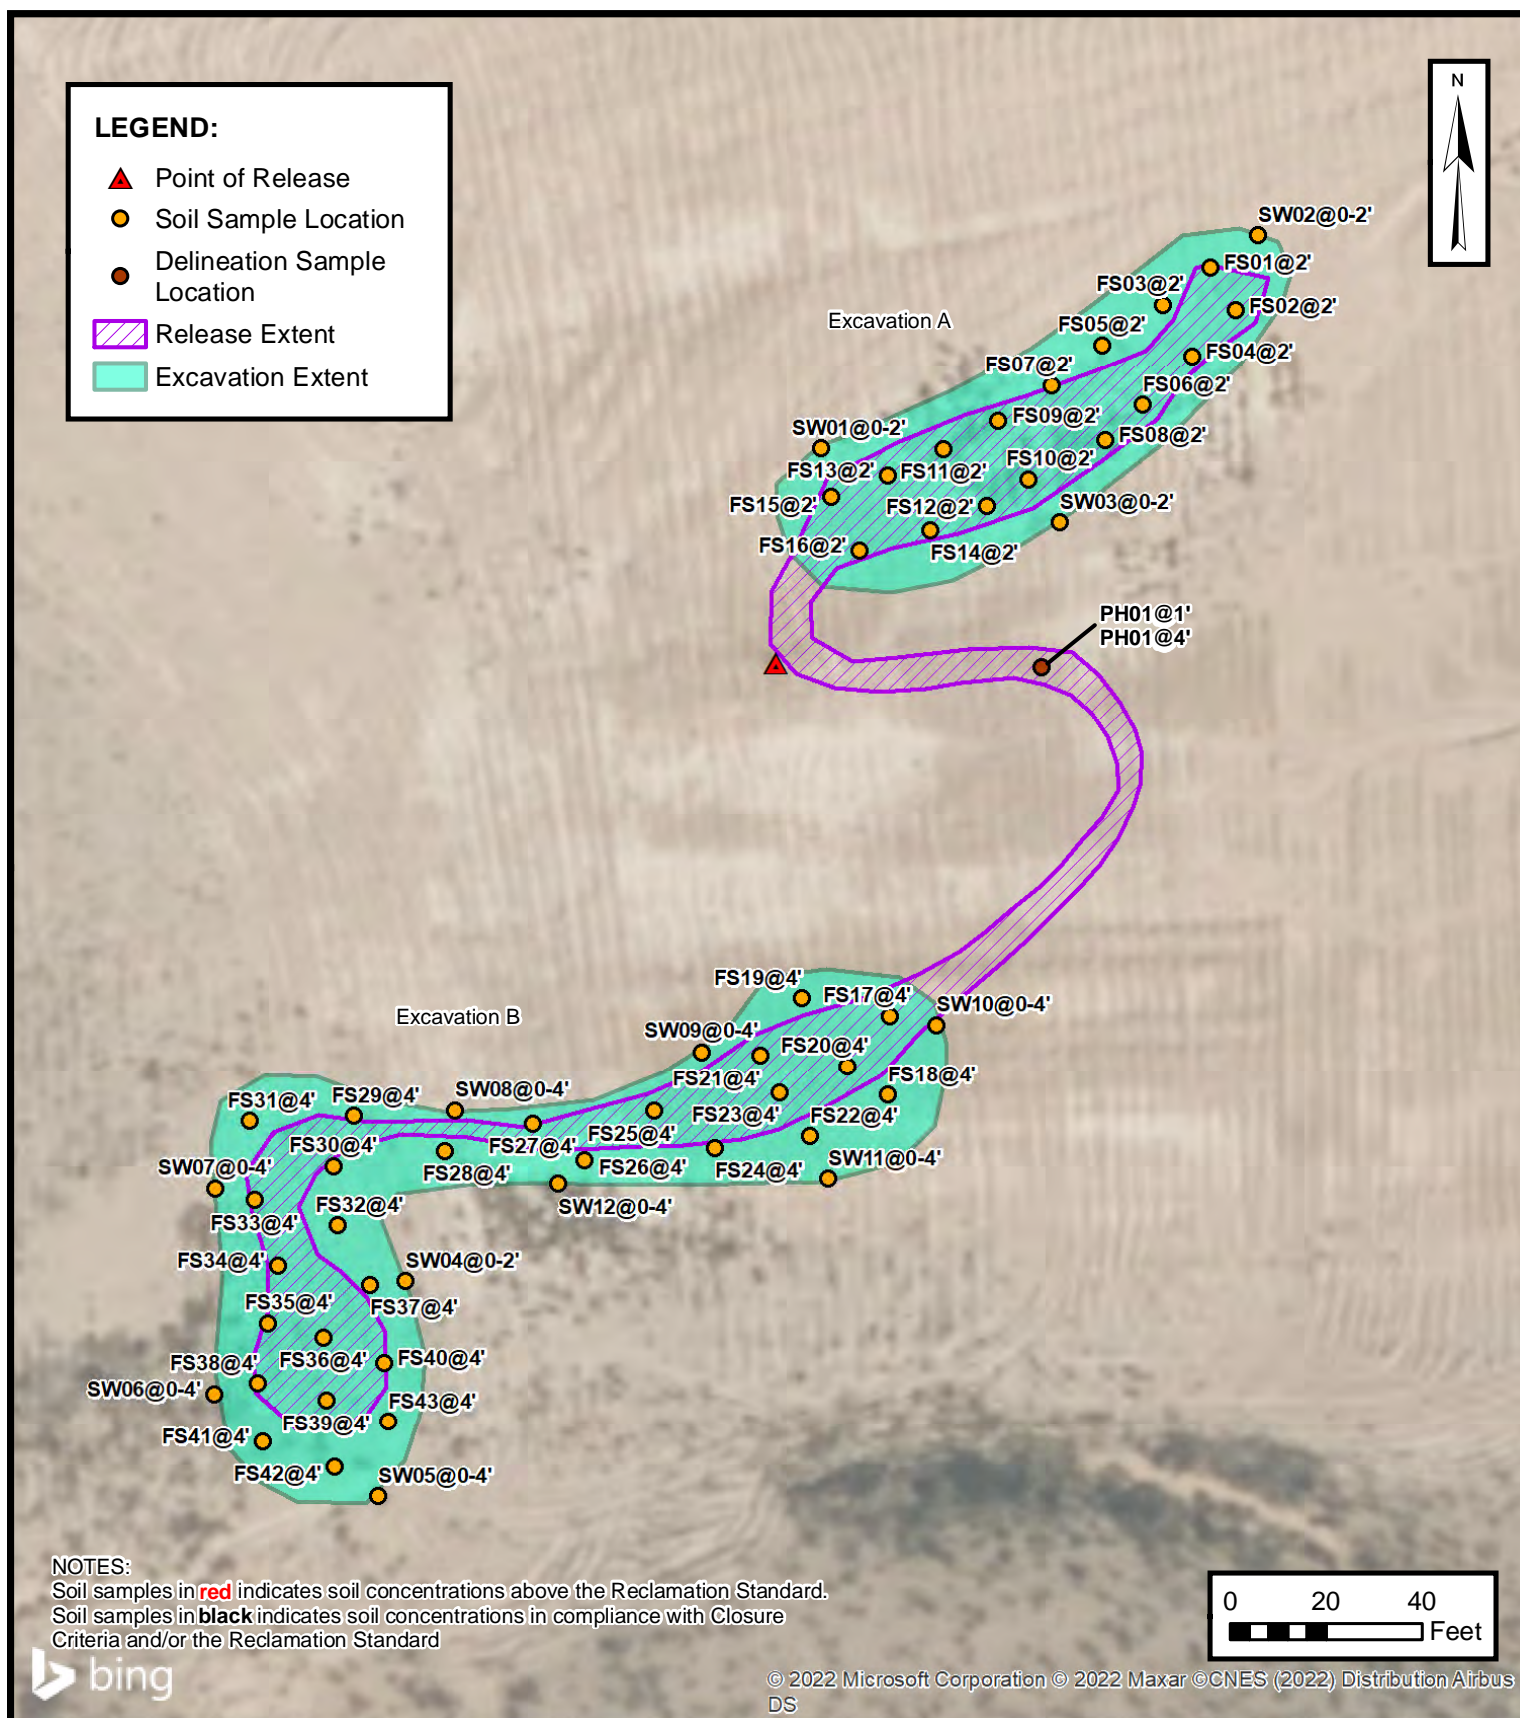 LEGEND:
Point of Release
Soil Sample Location
Delineation Sample
Location
Release Extent
Excavation Extent
N
SW02@0-2'
FS01@2'
FS03@2'
FS02@2'
Excavation A
FS05@2'
FS04@2'
FS07@2'
FS06@2'
FS09@2'
SW01@0-2'
FS08@2'
FS13@2'
FS11@2'
FS10@2'
FS15@2'
FS12@2'
SW03@0-2'
FS16@2'
FS14@2'
PH01@1'
PH01@4'
FS19@4'
FS17@4'
SW10@0-4'
Excavation B
SW09@0-4'
FS20@4'
FS21@4'
FS18@4'
FS31@4'
FS29@4'
SW08@0-4'
FS23@4'
FS22@4'
FS25@4'
FS30@4'
FS27@4'
SW07@0-4'
FS28@4'
FS26@4'
FS24@4'
SW11@0-4'
FS32@4'
SW12@0-4'
FS33@4'
FS34@4'
SW04@0-2'
FS35@4'
FS37@4'
FS38@4'
FS36@4'
FS40@4'
SW06@0-4'
FS43@4'
FS39@4'
FS41@4'
FS42@4'
SW05@0-4'
NOTES:
Soil samples in red indicates soil concentrations above the Reclamation Standard.
Soil samples in black indicates soil concentrations in compliance with Closure
Criteria and/or the Reclamation Standard
0 20 40
Feet
bing
© 2022 Microsoft Corporation © 2022 Maxar ©CNES (2022) Distribution Airbus
DS